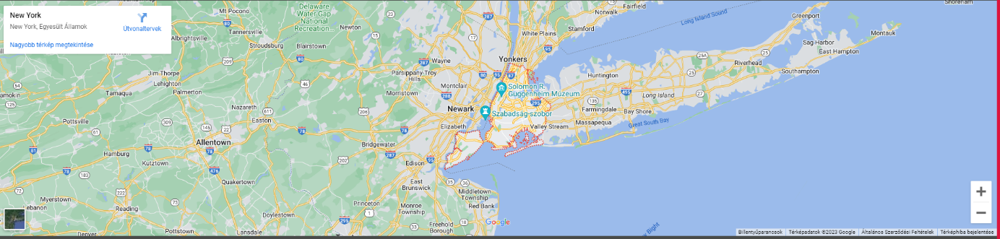 New York
New York, Egyesült Államok
Útvonaltervek
Nagyobb térkép megtekintése
Mt Pocono
Delaware
Water Gap
National
Recreation...
Newton
Tannersville
Albrightsville
Stroudsburg
Blairstown
Jim Thorpe
Lehighton
Palmerton
Tamaqua
Nazareth
Easton
Pottsville
Allentown
Hamburg
Kutztown
Quakertown
Myerstown
Reading
Doylestown
Pottstown
Lansdale
Denver
Princeton
Bridgewater
Edison
East
Brunswick
Monroe
Township
Freehold
Borough
Middletown
Township
Red Bank
Wayne
Parsippany-Troy
Hills
Montclair
Morristown
Newark
Elizabeth
Yonkers
White Plains
Stamford
Norwalk
Fairfield
Shoreham
Solomon R.
Guggenheim Múzeum
Szabadság-szobor
Valley Stream
Massapequa
Farmingdale
Bay Shore
Huntington
Long Island
Long Island Sound
Great South Bay
Riverhead
Southampton
East Hampton
Sag Harbor
Greenport
Montauk
Bight
Google
Billentyűparancsok
Térképadatok ©2023 Google
Általános Szerződési Feltételek
Térképhiba bejelentése